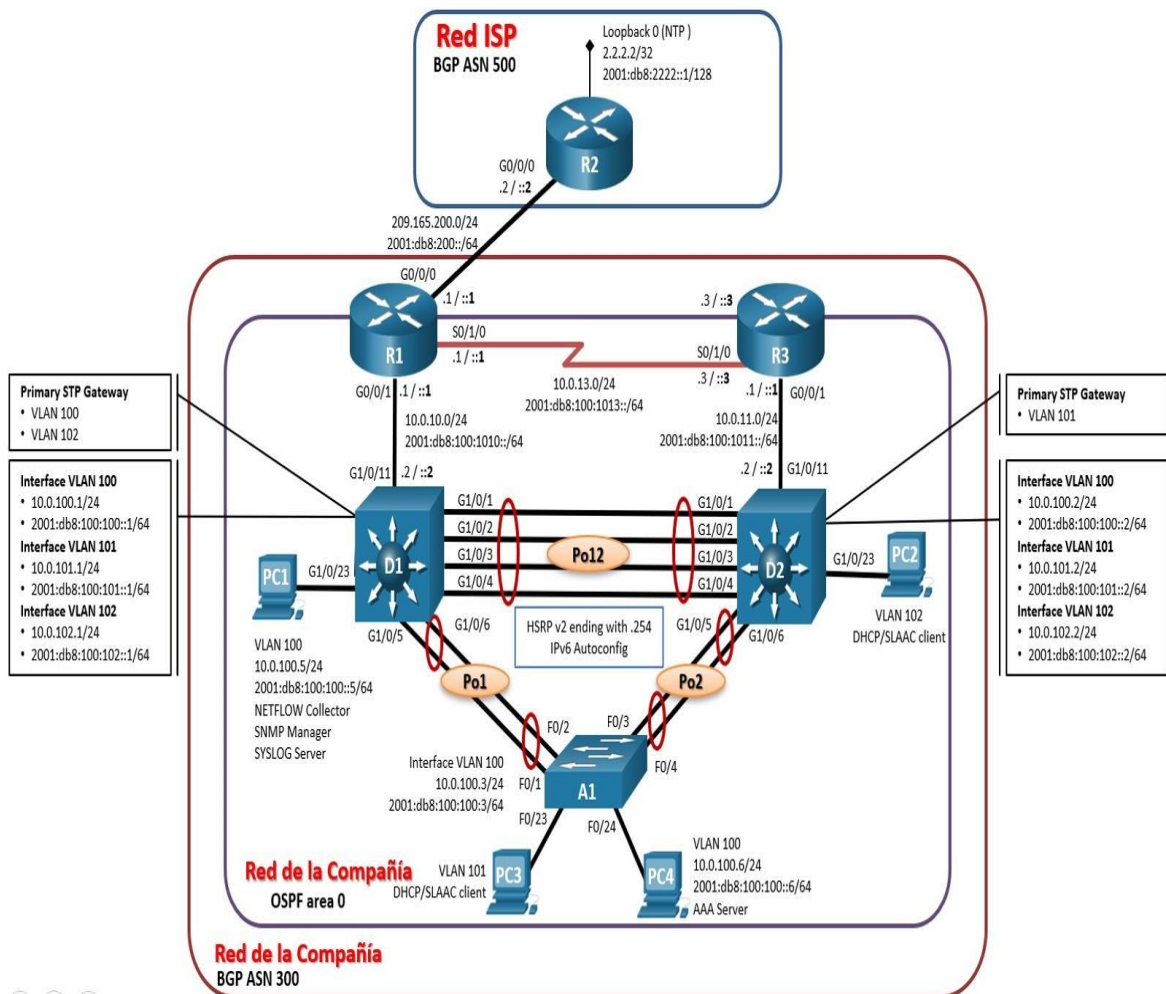 Red ISP
BGP ASN 500
Loopback 0 (NTP )
2.2.2.2/32
2001:db8:2222::1/128
R2
G0/0/0
.2 / ::2
209.165.200.0/24
2001:db8:200::/64
G0/0/0
.1 / ::1
R1
S0/1/0
.1 / ::1
.3 / ::3
S0/1/0
.3 / ::3
R3
10.0.13.0/24
2001:db8:100:1013::/64
G0/0/1
.1 / ::1
10.0.10.0/24
2001:db8:100:1010::/64
.1 / ::1
G0/0/1
10.0.11.0/24
2001:db8:100:1011::/64
G1/0/11
.2 / ::2
.2 / ::2
G1/0/11
Primary STP Gateway
• VLAN 100
• VLAN 102
Primary STP Gateway
• VLAN 101
Interface VLAN 100
• 10.0.100.1/24
• 2001:db8:100:100::1/64
Interface VLAN 101
• 10.0.101.1/24
• 2001:db8:100:101::1/64
Interface VLAN 102
• 10.0.102.1/24
• 2001:db8:100:102::1/64
Interface VLAN 100
• 10.0.100.2/24
• 2001:db8:100:100::2/64
Interface VLAN 101
• 10.0.101.2/24
• 2001:db8:100:101::2/64
Interface VLAN 102
• 10.0.102.2/24
• 2001:db8:100:102::2/64
G1/0/1
G1/0/2
G1/0/3
G1/0/4
Po12
G1/0/1
G1/0/2
G1/0/3
G1/0/4
D1
D2
PC1
G1/0/23
VLAN 100
10.0.100.5/24
2001:db8:100:100::5/64
NETFLOW Collector
SNMP Manager
SYSLOG Server
G1/0/23
PC2
VLAN 102
DHCP/SLAAC client
G1/0/5
G1/0/6
HSRP v2 ending with .254
IPv6 Autoconfig
G1/0/5
G1/0/6
Po1
Po2
F0/2
F0/3
F0/1
F0/4
Interface VLAN 100
10.0.100.3/24
2001:db8:100:100:3/64
A1
F0/23
F0/24
VLAN 101
DHCP/SLAAC client
PC3
PC4
VLAN 100
10.0.100.6/24
2001:db8:100:100::6/64
AAA Server
Red de la Compañía
OSPF area 0
Red de la Compañía
BGP ASN 300